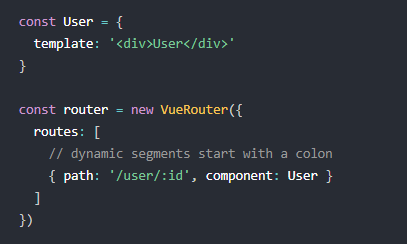 const User = {
  template: '<div>User</div>'
}

const router = new VueRouter({
  routes: [
    // dynamic segments start with a colon
    { path: '/user/:id', component: User }
  ]
})